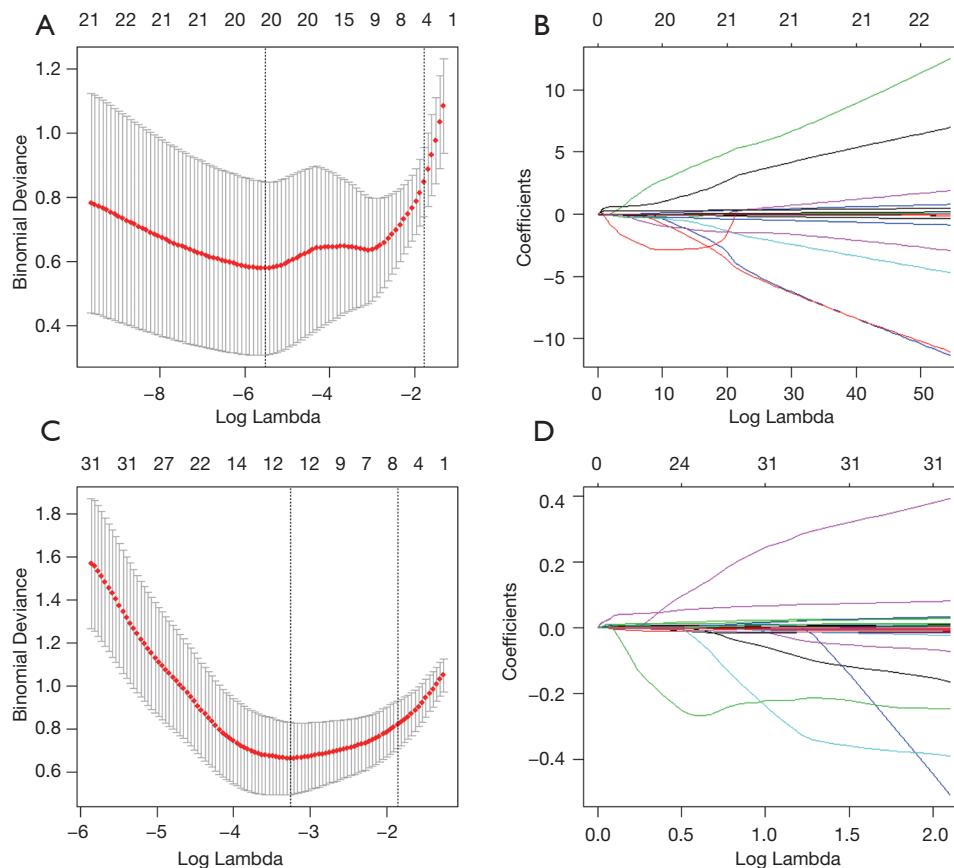 A
21 22 21 21 20 20 20 15 9 8 4 1
1.2
1.0
0.8
0.6
0.4
Binomial Deviance
−8 −6 −4 −2
Log Lambda
B
0 20 21 21 21 22
10
5
0
−5
−10
Coefficients
0 10 20 30 40 50
Log Lambda
C
31 31 27 22 14 12 12 9 7 8 4 1
1.8
1.6
1.4
1.2
1.0
0.8
0.6
Binomial Deviance
−6 −5 −4 −3 −2
Log Lambda
D
0 24 31 31 31
0.4
0.2
0.0
−0.2
−0.4
Coefficients
0.0 0.5 1.0 1.5 2.0
Log Lambda